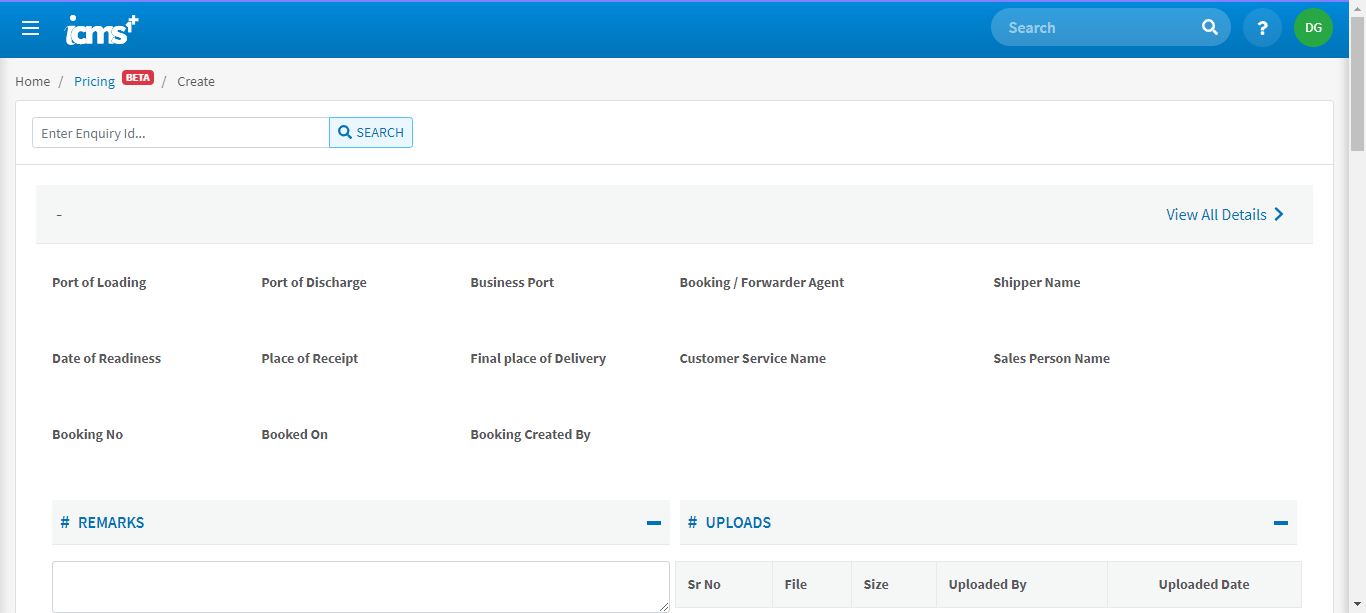 icms+
Search
?
DG
Home / Pricing BETA / Create
Enter Enquiry Id...
SEARCH
-
View All Details
Port of Loading
Port of Discharge
Business Port
Booking / Forwarder Agent
Shipper Name
Date of Readiness
Place of Receipt
Final place of Delivery
Customer Service Name
Sales Person Name
Booking No
Booked On
Booking Created By
# REMARKS
# UPLOADS
Sr No
File
Size
Uploaded By
Uploaded Date